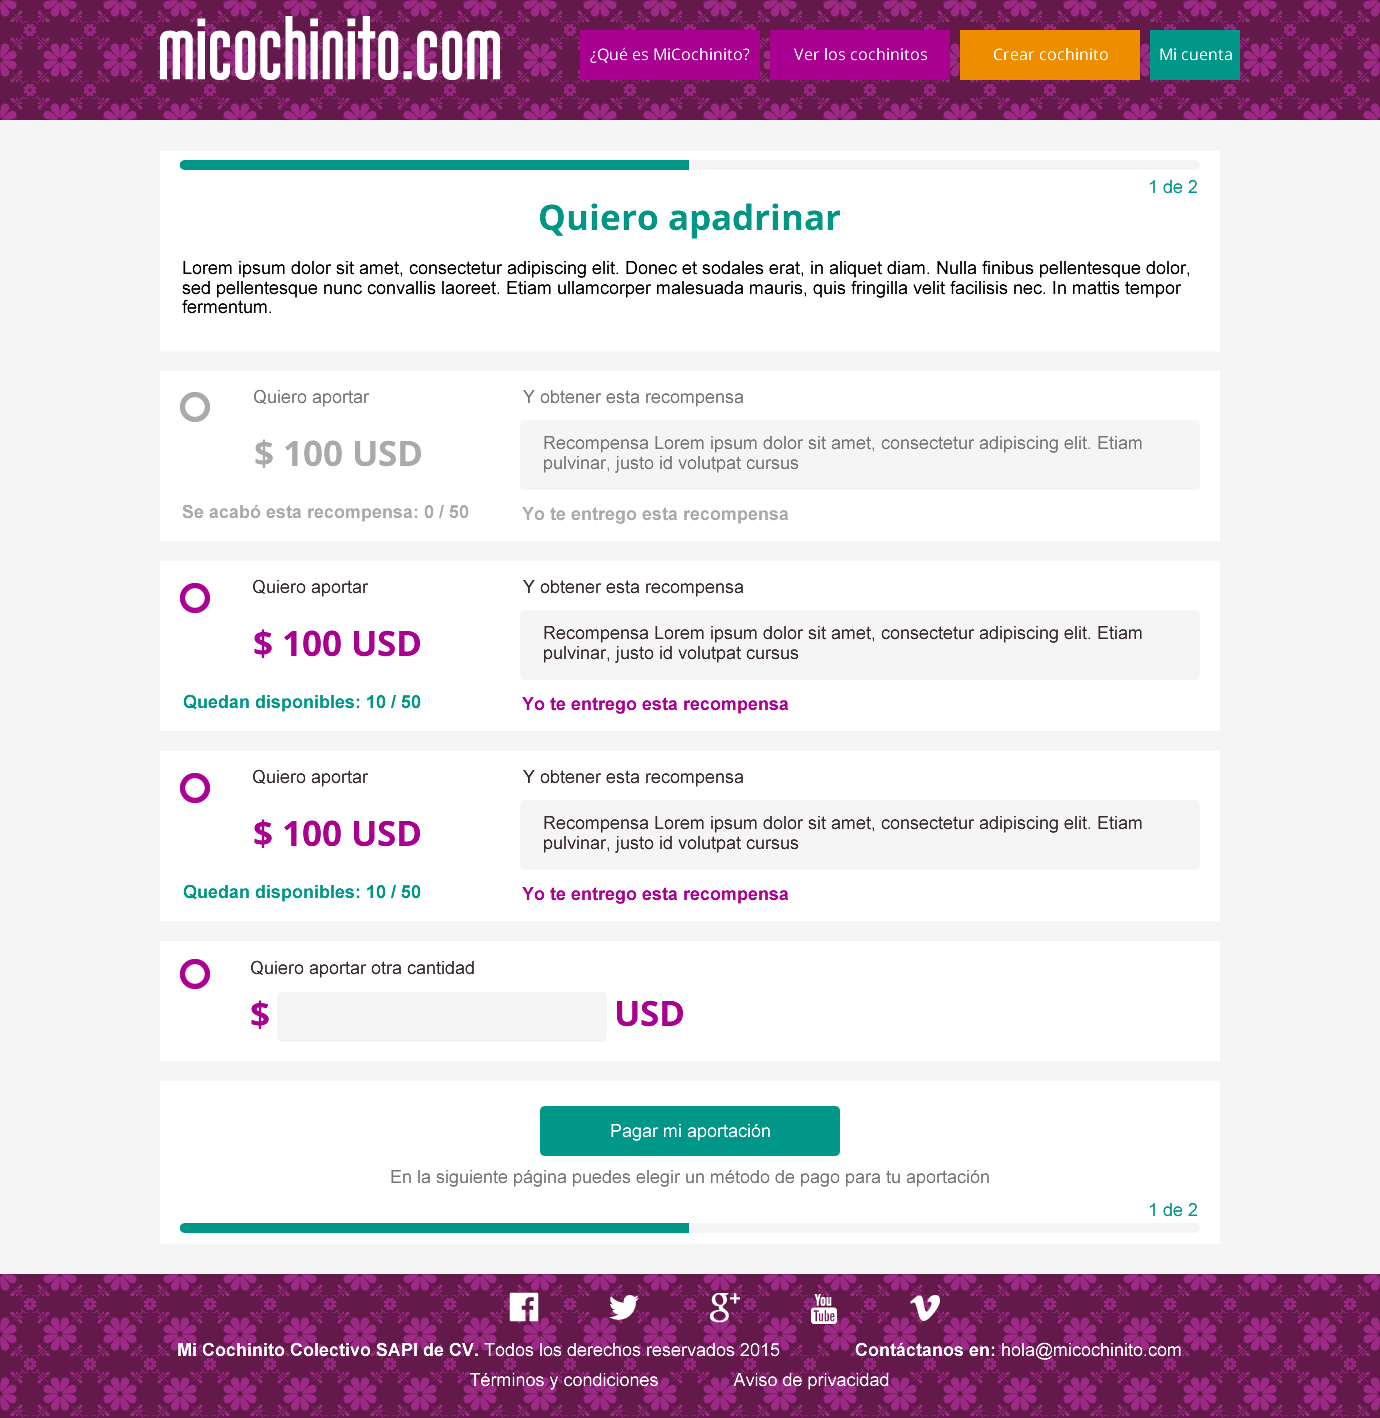 micochinito.com
¿Qué es MiCochinito?
Ver los cochinitos
Crear cochinito
Mi cuenta
1 de 2
Quiero apadrinar
Lorem ipsum dolor sit amet, consectetur adipiscing elit. Donec et sodales erat, in aliquet diam. Nulla finibus pellentesque dolor,
sed pellentesque nunc convallis laoreet. Etiam ullamcorper malesuada mauris, quis fringilla velit facilisis nec. In mattis tempor
fermentum.
Quiero aportar
$ 100 USD
Se acabó esta recompensa: 0 / 50
Y obtener esta recompensa
Recompensa Lorem ipsum dolor sit amet, consectetur adipiscing elit. Etiam
pulvinar, justo id volutpat cursus
Yo te entrego esta recompensa
Quiero aportar
$ 100 USD
Quedan disponibles: 10 / 50
Y obtener esta recompensa
Recompensa Lorem ipsum dolor sit amet, consectetur adipiscing elit. Etiam
pulvinar, justo id volutpat cursus
Yo te entrego esta recompensa
Quiero aportar
$ 100 USD
Quedan disponibles: 10 / 50
Y obtener esta recompensa
Recompensa Lorem ipsum dolor sit amet, consectetur adipiscing elit. Etiam
pulvinar, justo id volutpat cursus
Yo te entrego esta recompensa
Quiero aportar otra cantidad
$ USD
Pagar mi aportación
En la siguiente página puedes elegir un método de pago para tu aportación
1 de 2
You
Tube
Mi Cochinito Colectivo SAPI de CV. Todos los derechos reservados 2015
Contáctanos en: hola@micochinito.com
Términos y condiciones
Aviso de privacidad